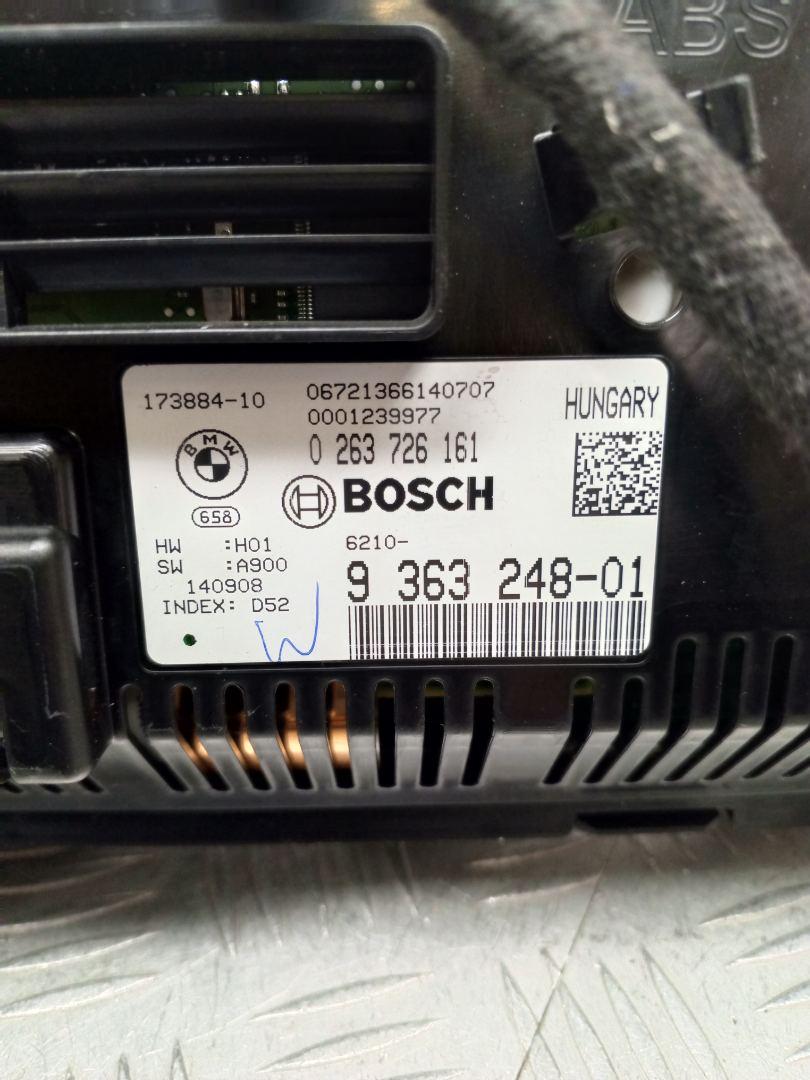 ABS
173884-10
06721366140707
0001239977
HUNGARY
0 263 726 161
BMW
BOSCH
658
HW :H01
SW :A900
140908
INDEX: D52
6210-
9 363 248-01
W